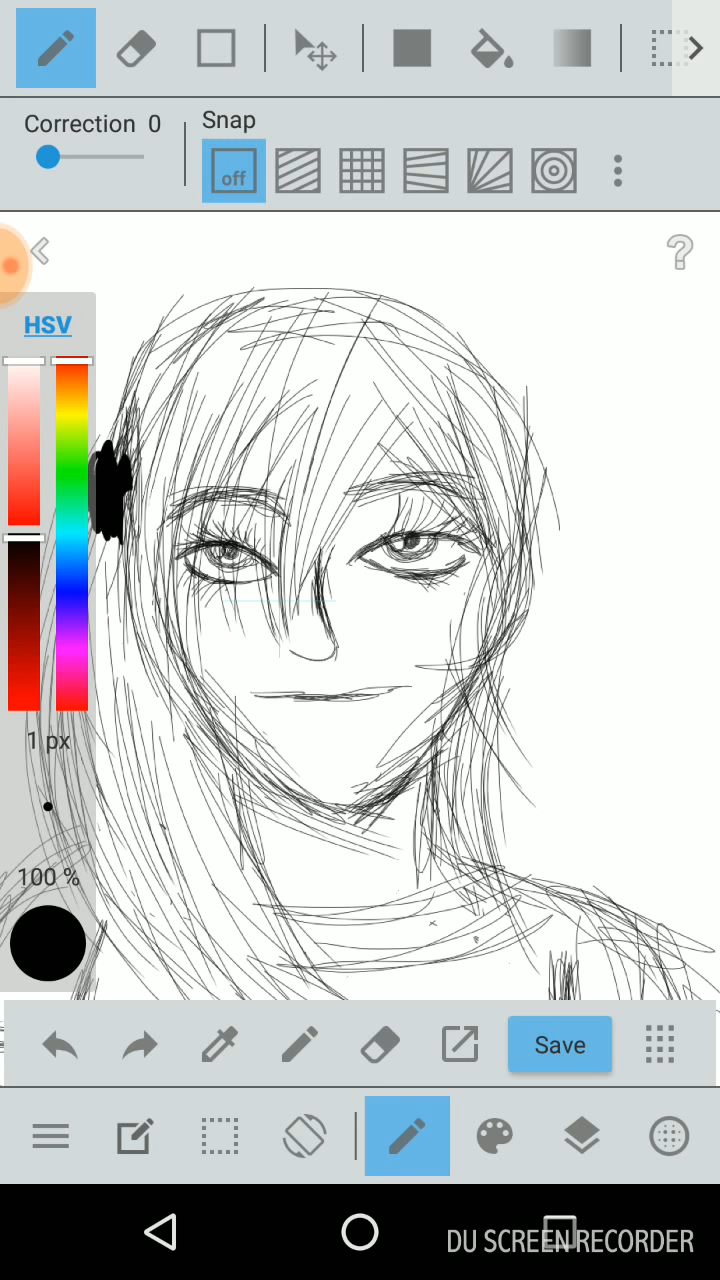 Correction 0
Snap
off
HSV
1 px
100 %
Save
DU SCREEN RECORDER